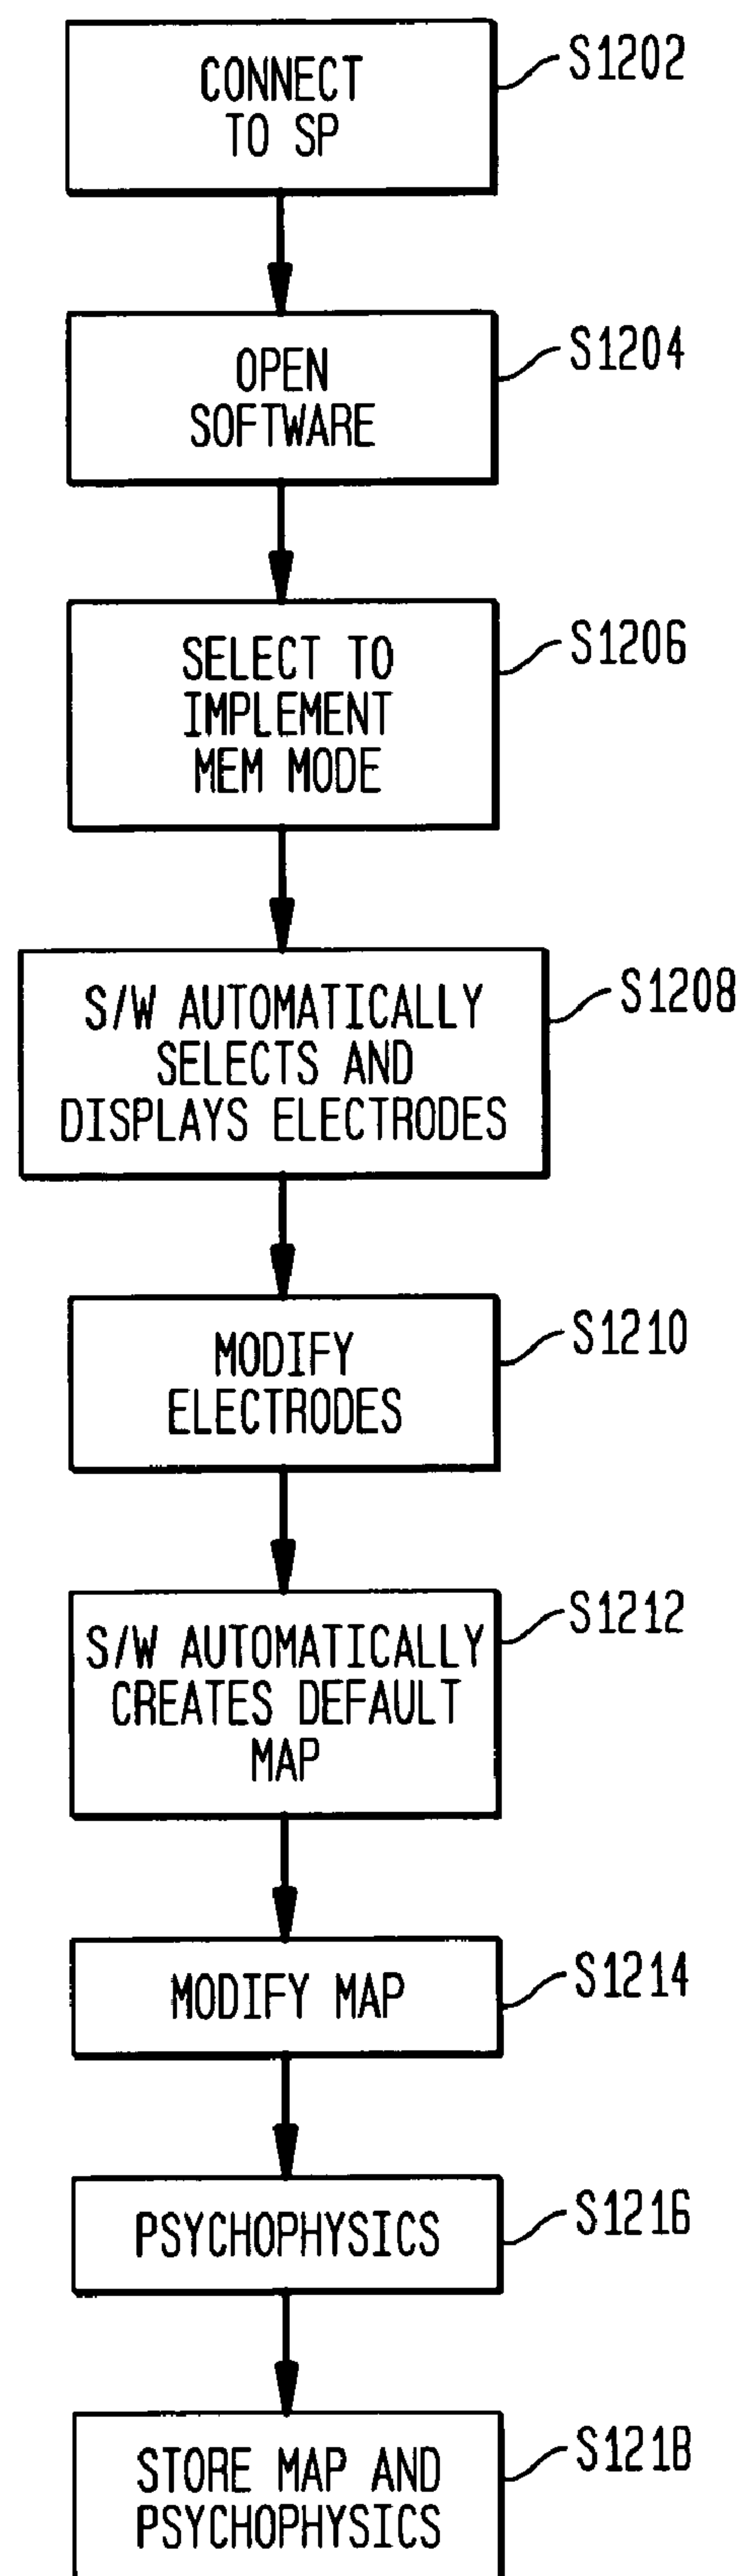 CONNECT
TO SP
S1202
OPEN
SOFTWARE
S1204
SELECT TO
IMPLEMENT
MEM MODE
S1206
S/W AUTOMATICALLY
SELECTS AND
DISPLAYS ELECTRODES
S1208
MODIFY
ELECTRODES
S1210
S/W AUTOMATICALLY
CREATES DEFAULT
MAP
S1212
MODIFY MAP
S1214
PSYCHOPHYSICS
S1216
STORE MAP AND
PSYCHOPHYSICS
S1218